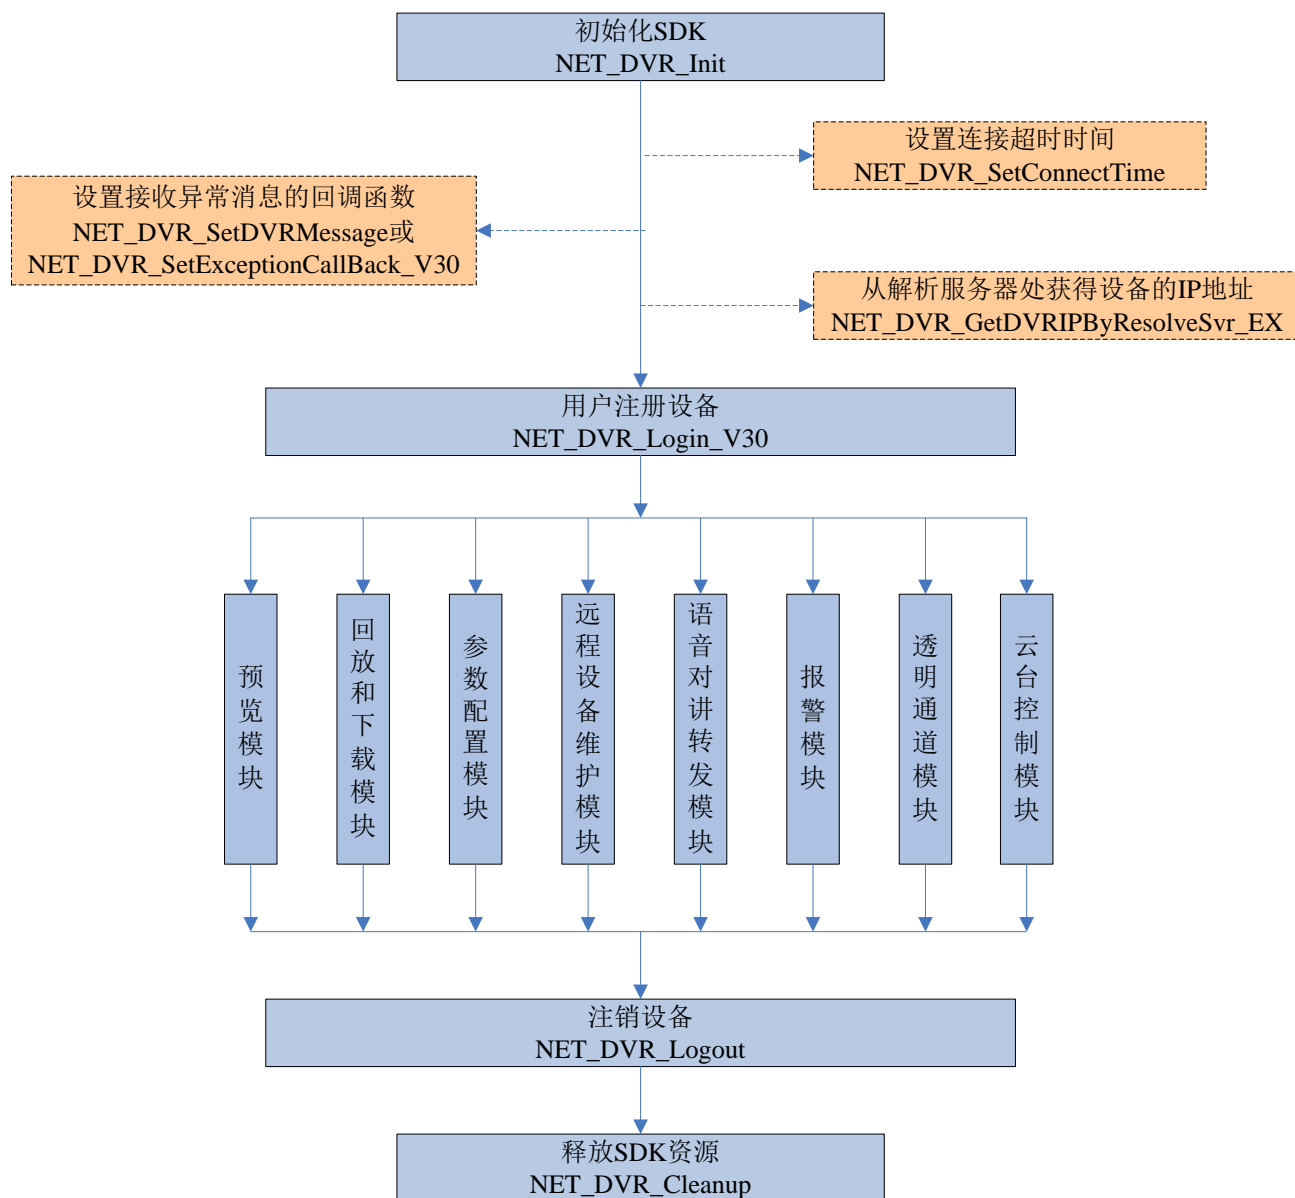 初始化SDK
NET_DVR_Init
设置连接超时时间
NET_DVR_SetConnectTime
设置接收异常消息的回调函数
NET_DVR_SetDVRMessage或
NET_DVR_SetExceptionCallBack_V30
从解析服务器处获得设备的IP地址
NET_DVR_GetDVRIPByResolveSvr_EX
用户注册设备
NET_DVR_Login_V30
预览模块
回放和下载模块
参数配置模块
远程设备维护模块
语音对讲转发模块
报警模块
透明通道模块
云台控制模块
注销设备
NET_DVR_Logout
释放SDK资源
NET_DVR_Cleanup